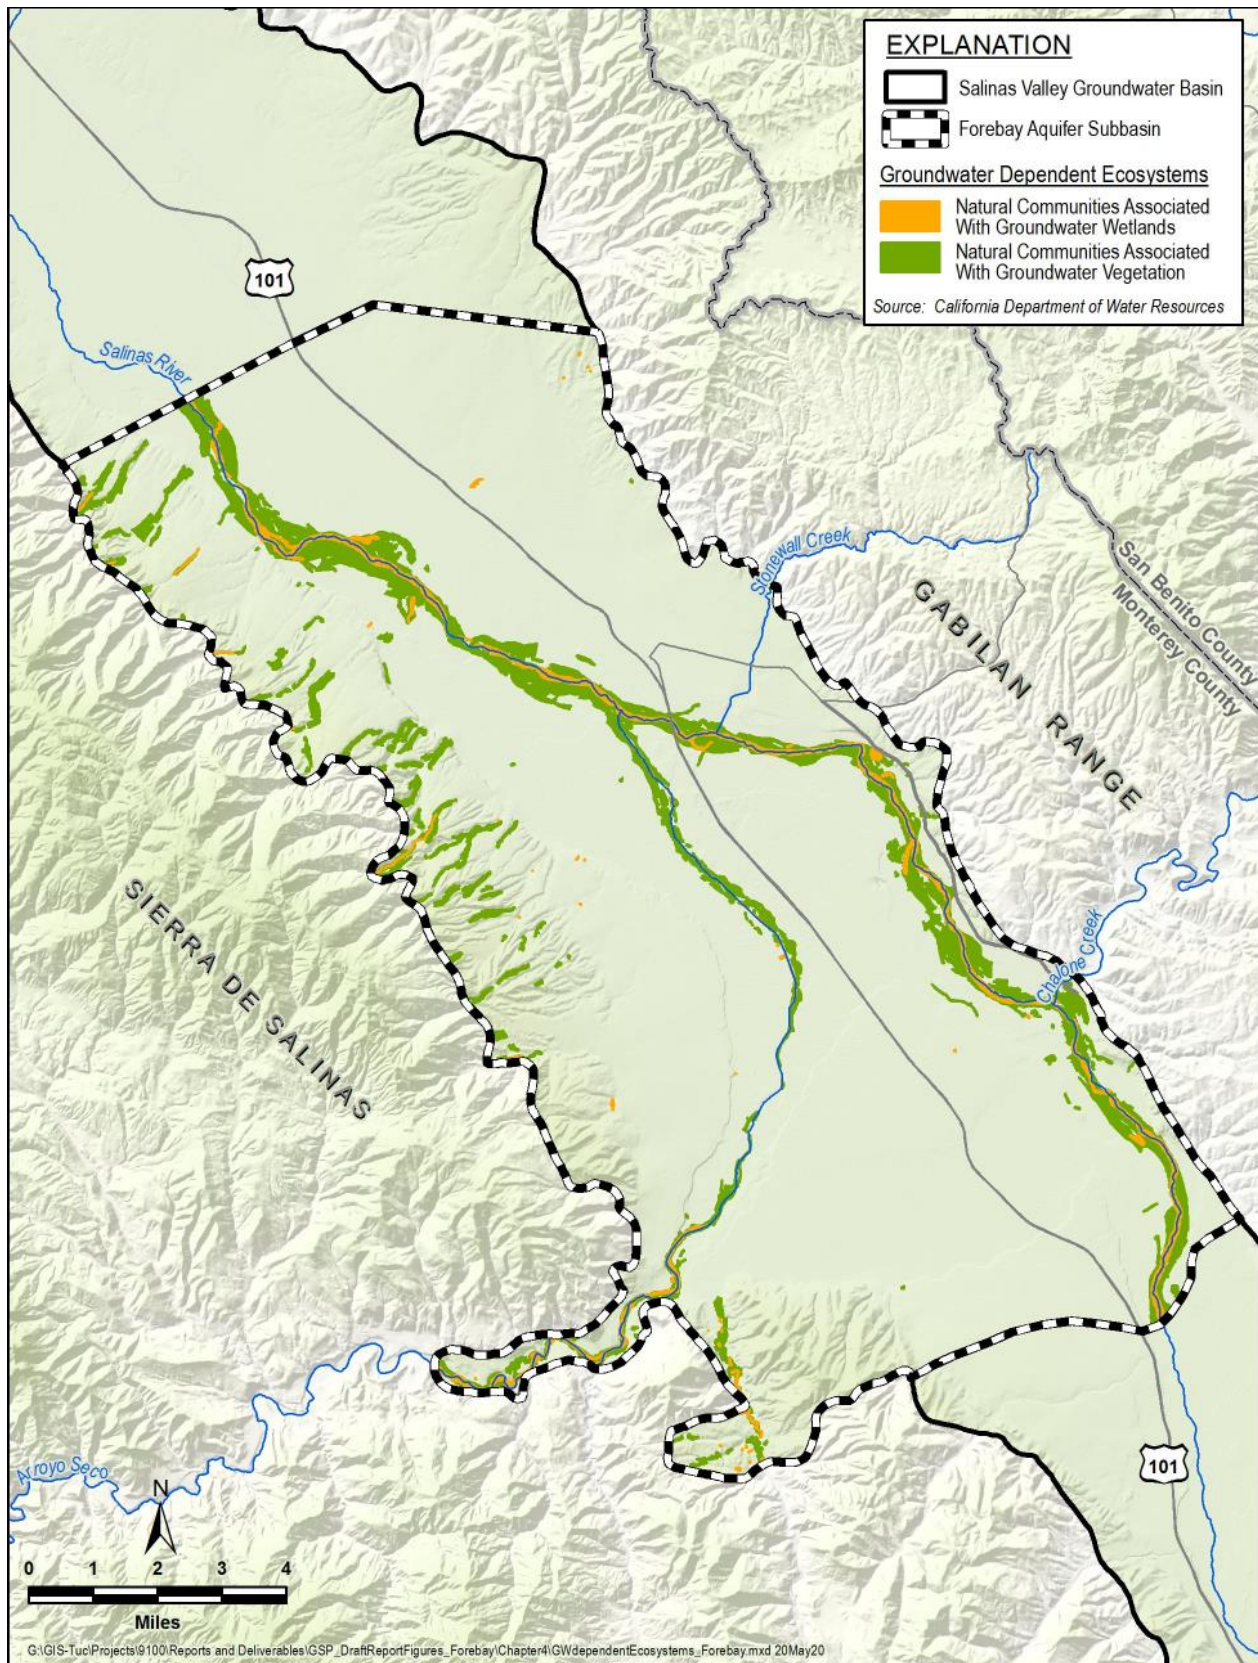 EXPLANATION
Salinas Valley Groundwater Basin
Forebay Aquifer Subbasin
Groundwater Dependent Ecosystems
Natural Communities Associated
With Groundwater Wetlands
Natural Communities Associated
With Groundwater Vegetation
Source: California Department of Water Resources
101
Salinas River
Stonewall Creek
San Benito County
Monterey County
GABILAN RANGE
Chalone Creek
SIERRA DE SALINAS
Arroyo Seco
101
N
0 1 2 3 4
Miles
G:\GIS-Tuc\Projects\9100\Reports and Deliverables\GSP_DraftReportFigures_Forebay\Chapter4\GWdependentEcosystems_Forebay.mxd 20May20